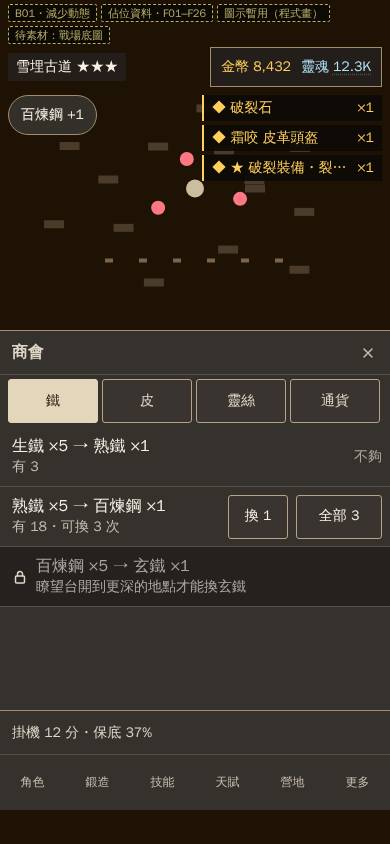 B01・減少動態
佔位資料・F01–F26
圖示暫用（程式畫）
待素材：戰場底圖
雪埋古道 ★★★
金幣 8,432 靈魂 12.3K
百煉鋼 +1
◆ 破裂石 ×1
◆ 霜咬 皮革頭盔 ×1
◆ ★ 破裂裝備・裂… ×1
商會 ×
鐵 皮 靈絲 通貨
生鐵 ×5 → 熟鐵 ×1
有 3
不夠
熟鐵 ×5 → 百煉鋼 ×1
有 18・可換 3 次
換 1 全部 3
百煉鋼 ×5 → 玄鐵 ×1
瞭望台開到更深的地點才能換玄鐵
掛機 12 分・保底 37%
角色 鍛造 技能 天賦 營地 更多